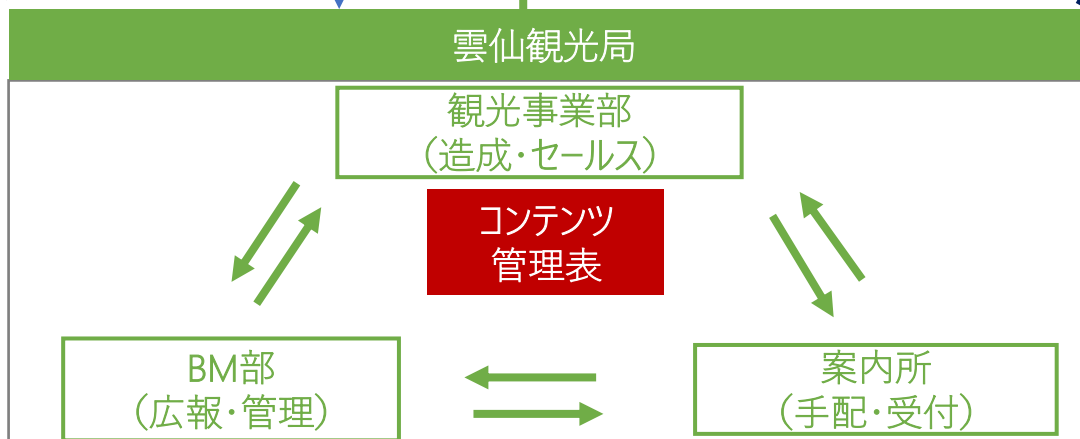 雲仙観光局
観光事業部
（造成・セールス）
コンテンツ
管理表
BM部
（広報・管理）
案内所
（手配・受付）